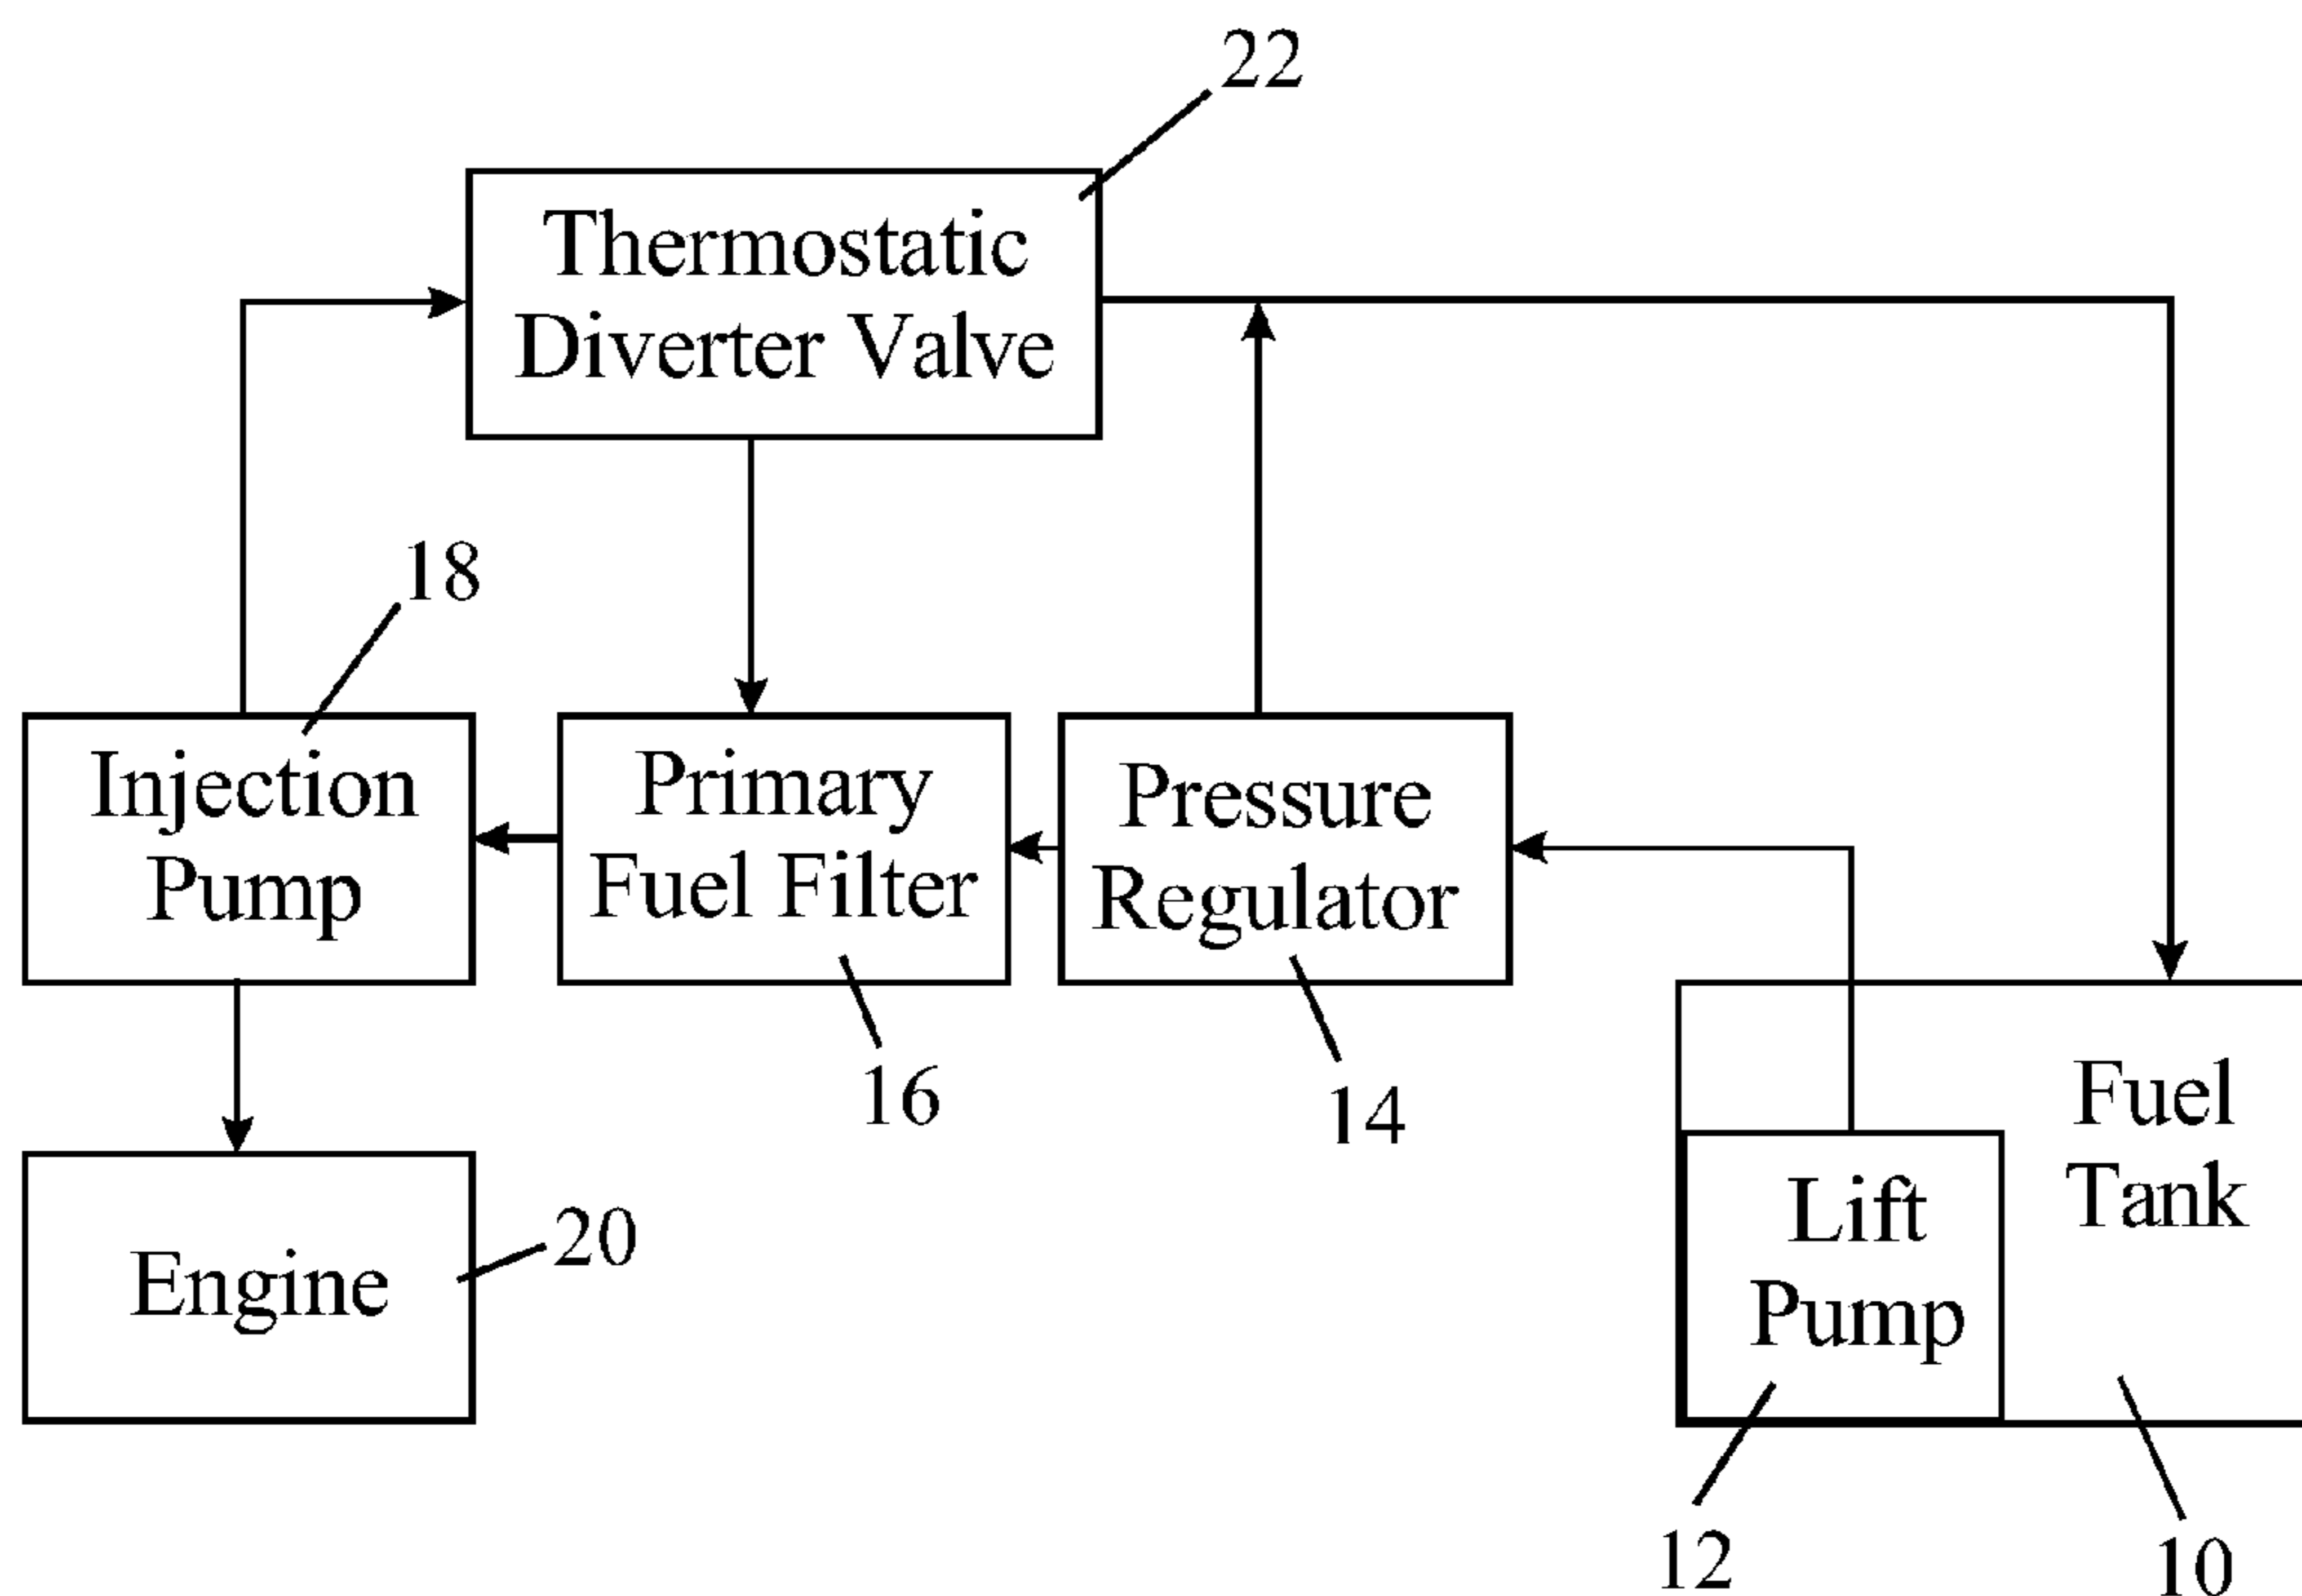 22
Thermostatic
Diverter Valve
18
Injection
Pump
Primary
Fuel Filter
Pressure
Regulator
16
14
Fuel
Tank
Lift
Pump
Engine
20
12
10